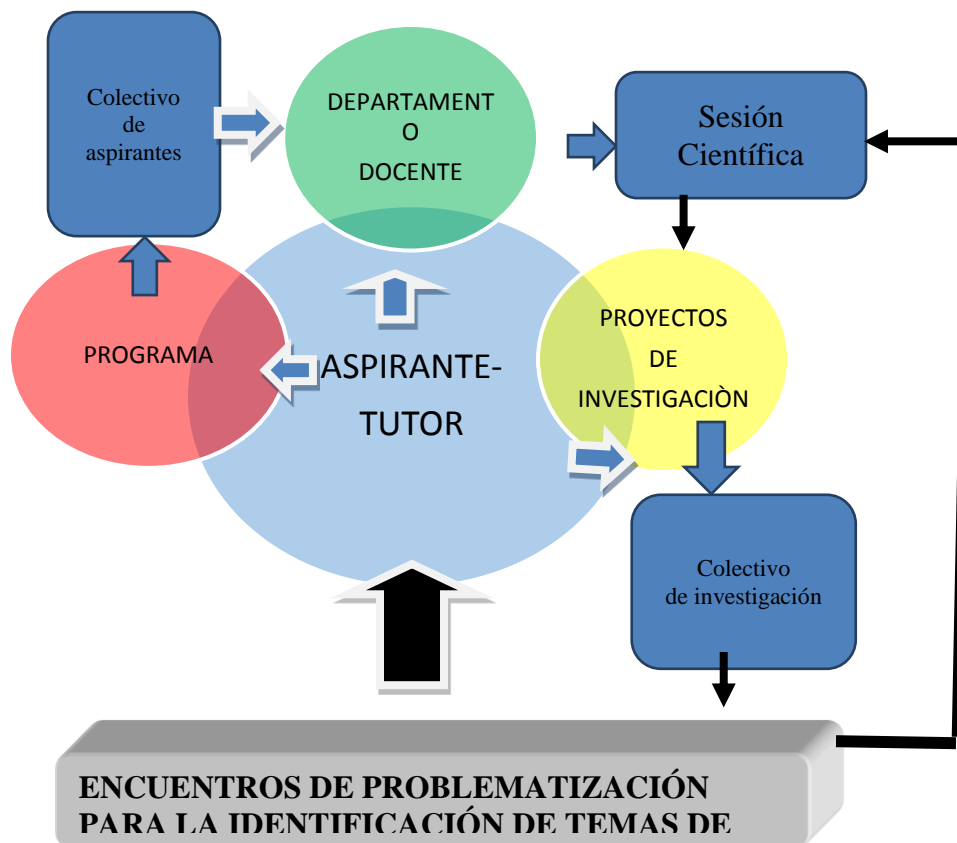 Colectivo
de
aspirantes
DEPARTAMENT
O
DOCENTE
Sesión
Científica
PROGRAMA
ASPIRANTE-
TUTOR
PROYECTOS
DE
INVESTIGACIÒN
Colectivo
de investigación
ENCUENTROS DE PROBLEMATIZACIÓN
PARA LA IDENTIFICACIÓN DE TEMAS DE